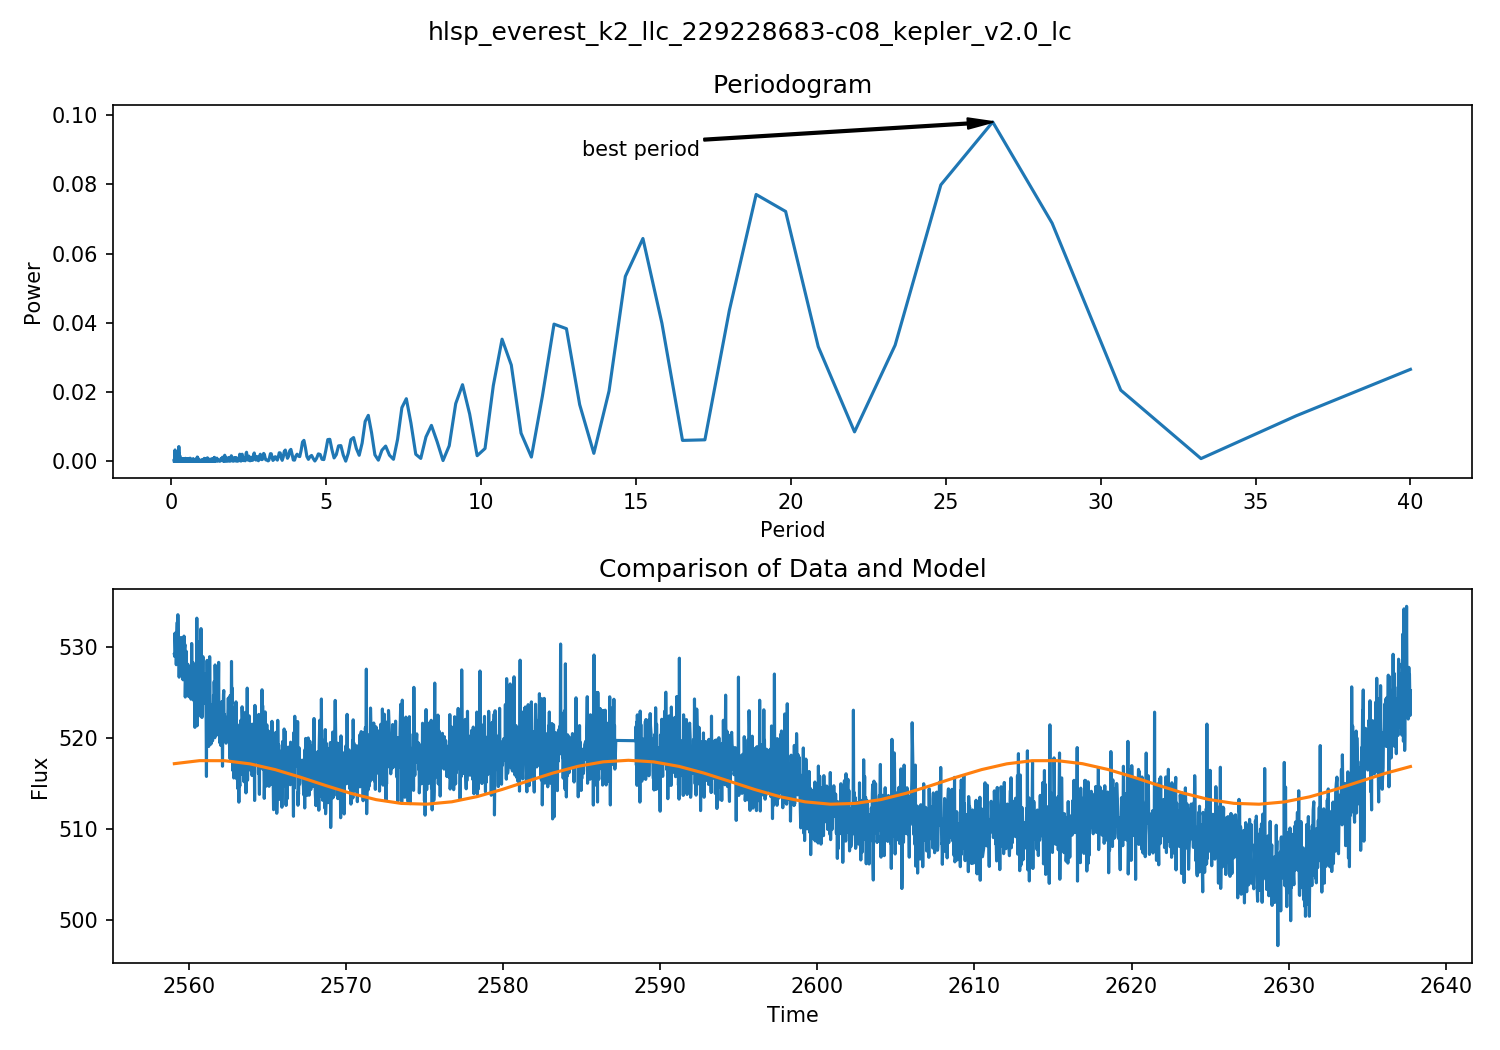 hlsp_everest_k2_llc_229228683-c08_kepler_v2.0_lc
Periodogram
0.10
0.08
0.06
0.04
0.02
0.00
Power
best period
0 5 10 15 20 25 30 35 40
Period
Comparison of Data and Model
530
520
510
500
Flux
2560 2570 2580 2590 2600 2610 2620 2630 2640
Time